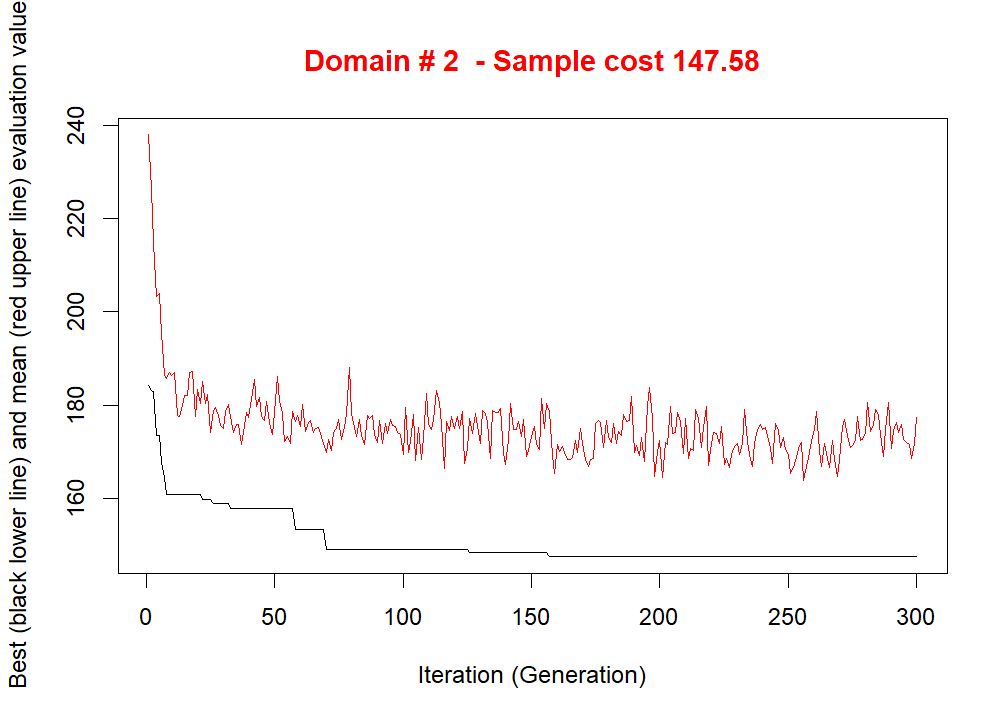 Domain # 2  - Sample cost 147.58
Best (black lower line) and mean (red upper line) evaluation value
240
220
200
180
160
0 50 100 150 200 250 300
Iteration (Generation)